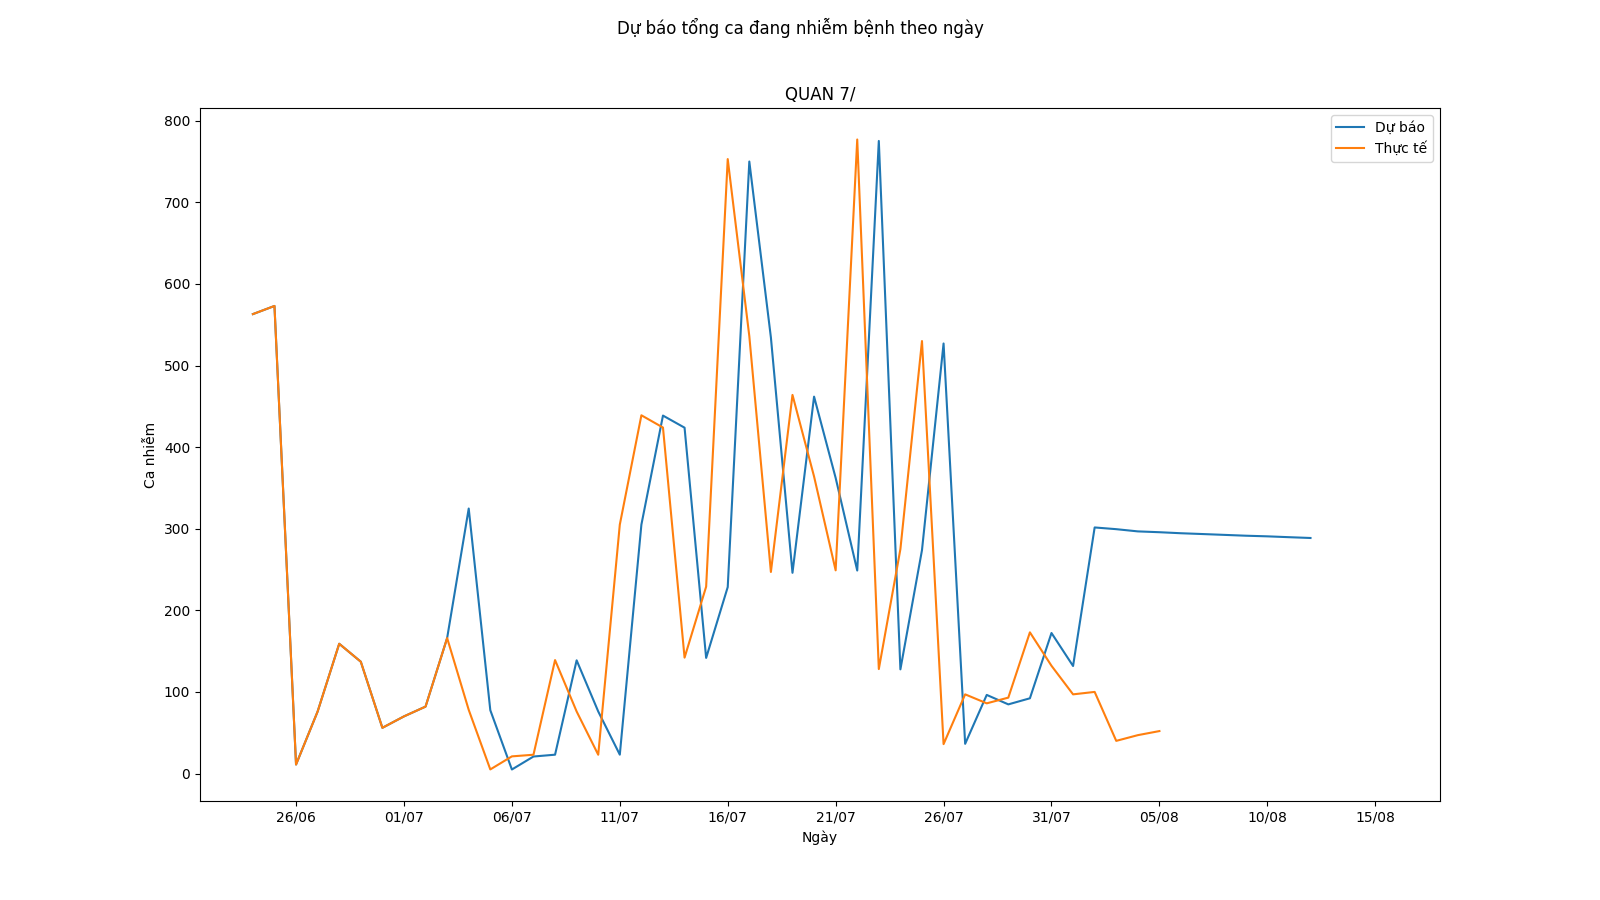 Dự báo tổng ca đang nhiễm bệnh theo ngày
QUAN 7/
Dự báo
Thực tế
Ca nhiễm
800
700
600
500
400
300
200
100
0
26/06 01/07 06/07 11/07 16/07 21/07 26/07 31/07 05/08 10/08 15/08
Ngày